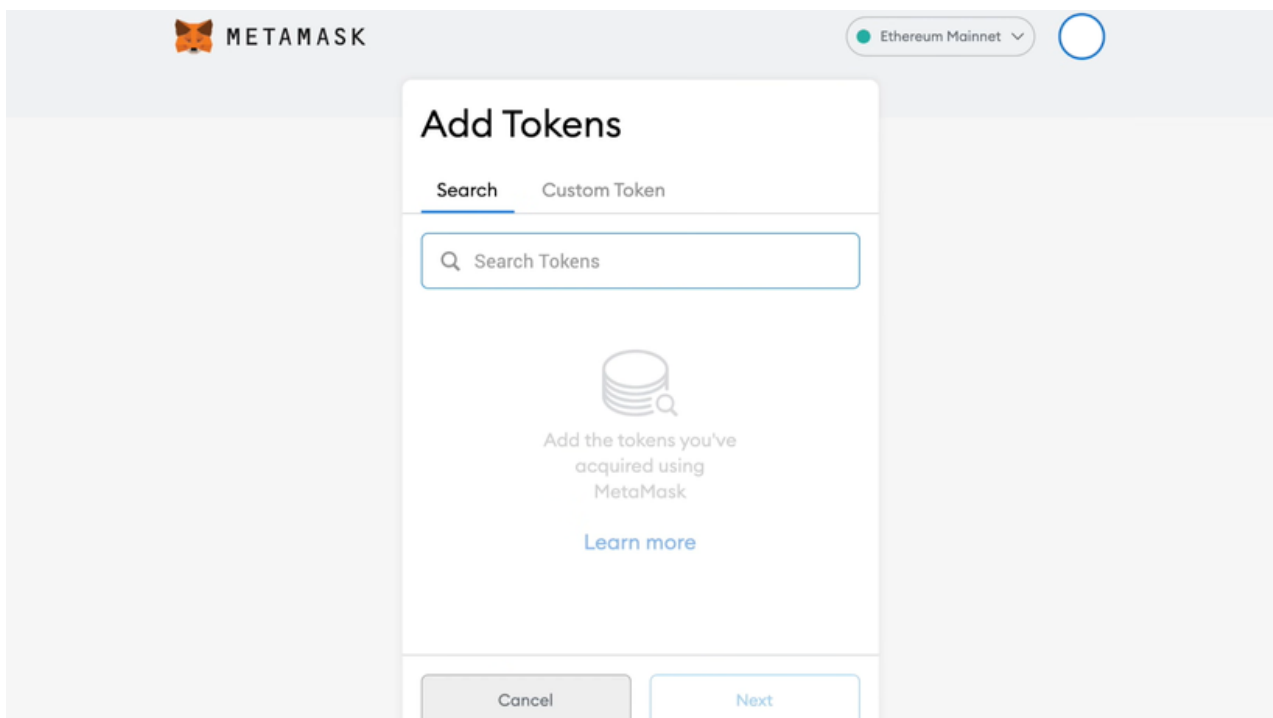 METAMASK
Ethereum Mainnet
Add Tokens
Search
Custom Token
Search Tokens
Add the tokens you've
acquired using
MetaMask
Learn more
Cancel
Next